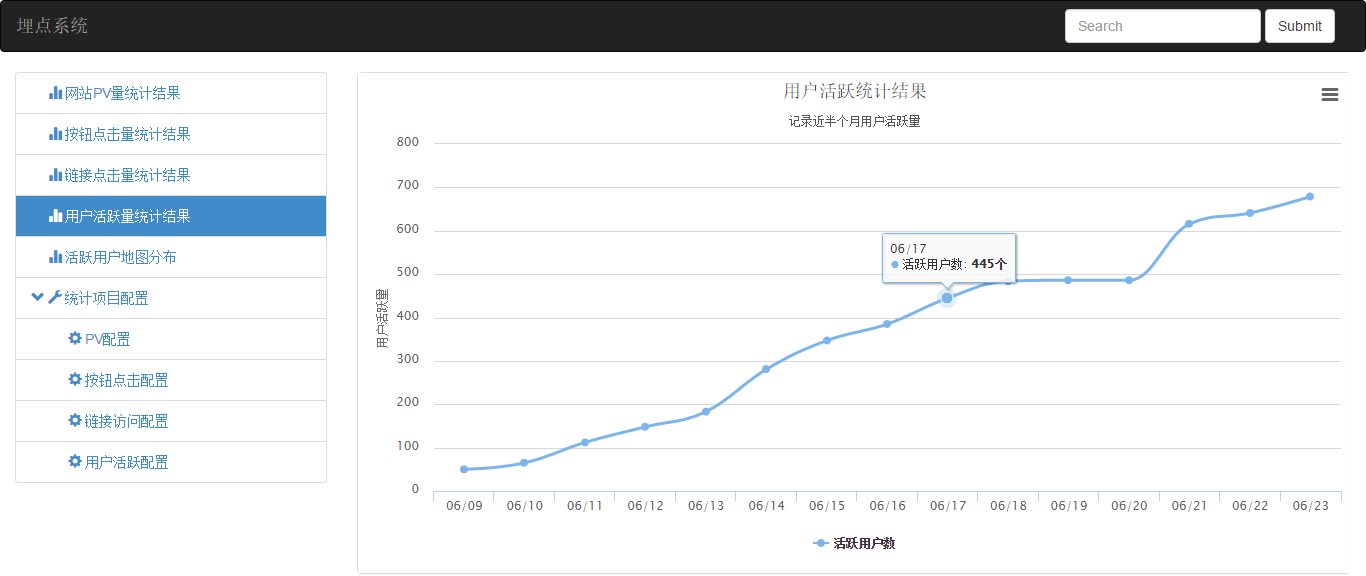 埋点系统
Search
Submit
网站PV量统计结果
按钮点击量统计结果
链接点击量统计结果
用户活跃量统计结果
活跃用户地图分布
统计项目配置
PV配置
按钮点击配置
链接访问配置
用户活跃配置
用户活跃统计结果
记录近半个月用户活跃量
用户活跃量
800
700
600
500
400
300
200
100
0
06/17
活跃用户数: 445个
06/09 06/10 06/11 06/12 06/13 06/14 06/15 06/16 06/17 06/18 06/19 06/20 06/21 06/22 06/23
活跃用户数